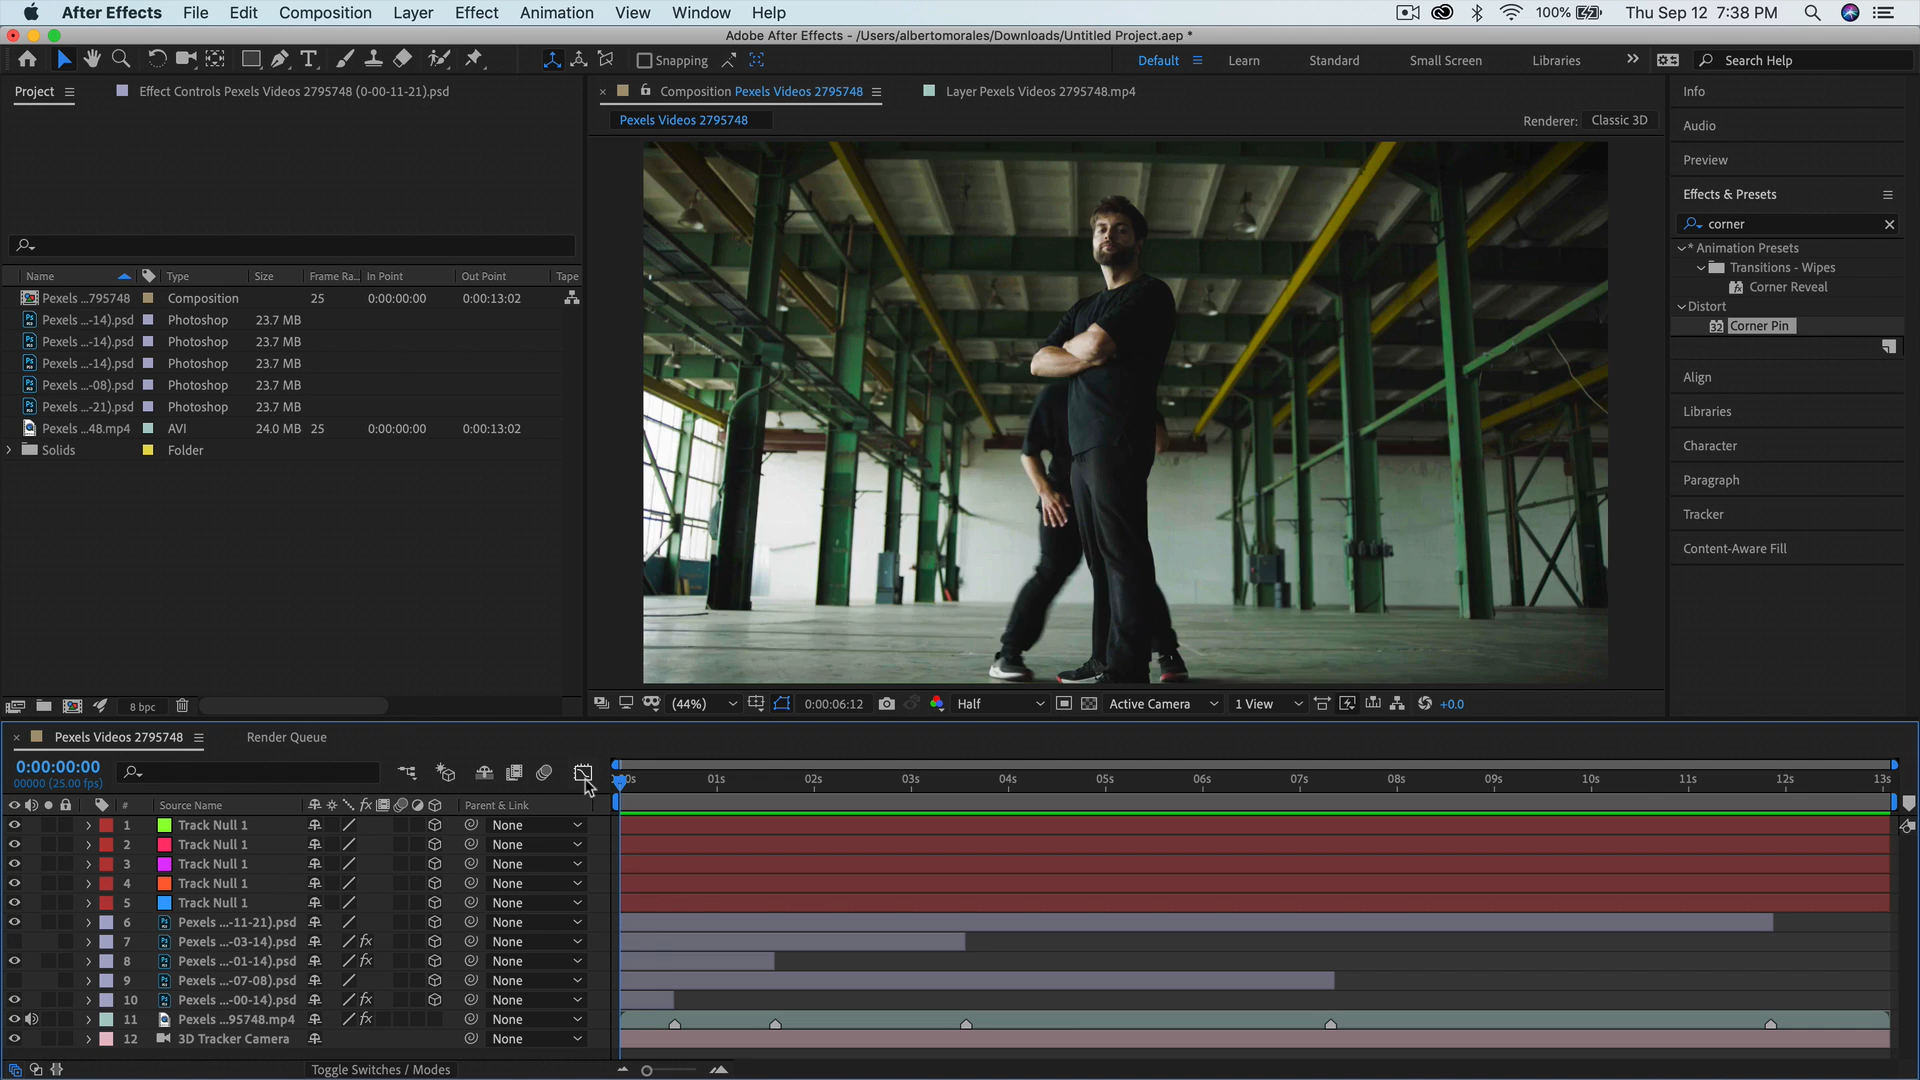 After Effects File Edit Composition Layer Effect Animation View Window Help 100% Thu Sep 12 7:38 PM
Adobe After Effects - /Users/albertomorales/Downloads/Untitled Project.aep *
Snapping Default Learn Standard Small Screen Libraries Search Help
Project Effect Controls Pexels Videos 2795748 (0-00-11-21).psd Composition Pexels Videos 2795748 Layer Pexels Videos 2795748.mp4 Info
Pexels Videos 2795748 Renderer: Classic 3D
Audio
Preview
Effects & Presets
corner
* Animation Presets
Transitions - Wipes
Corner Reveal
Distort
32 Corner Pin
Align
Libraries
Character
Paragraph
Tracker
Content-Aware Fill
Name Type Size Frame Ra... In Point Out Point Tape
Pexels ...795748 Composition 25 0:00:00:00 0:00:13:02
Pexels ...-14).psd Photoshop 23.7 MB
Pexels ...-14).psd Photoshop 23.7 MB
Pexels ...-14).psd Photoshop 23.7 MB
Pexels ...-08).psd Photoshop 23.7 MB
Pexels ...-21).psd Photoshop 23.7 MB
Pexels ...48.mp4 AVI 24.0 MB 25 0:00:00:00 0:00:13:02
Solids Folder
8 bpc (44%) 0:00:06:12 Half Active Camera 1 View +0.0
Pexels Videos 2795748 Render Queue
0:00:00:00
00000 (25.00 fps)
00s 01s 02s 03s 04s 05s 06s 07s 08s 09s 10s 11s 12s 13s
# Source Name fx Parent & Link
1 Track Null 1 None
2 Track Null 1 None
3 Track Null 1 None
4 Track Null 1 None
5 Track Null 1 None
6 Pexels ...-11-21).psd None
7 Pexels ...-03-14).psd fx None
8 Pexels ...-01-14).psd fx None
9 Pexels ...-07-08).psd None
10 Pexels ...-00-14).psd fx None
11 Pexels ...95748.mp4 fx None
12 3D Tracker Camera None
Toggle Switches / Modes